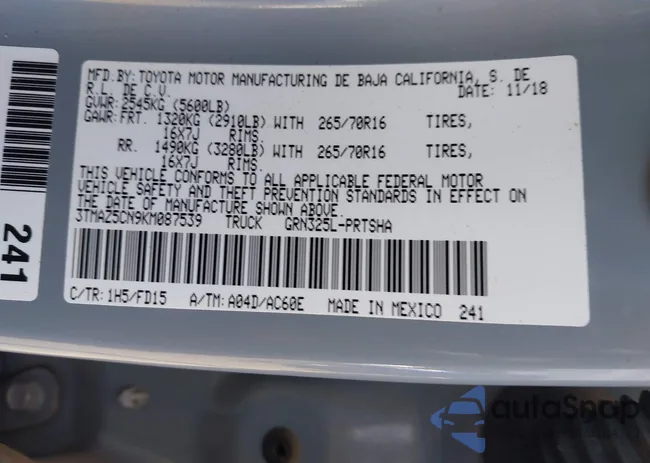 MFD.BY: TOYOTA MOTOR MANUFACTURING DE BAJA CALIFORNIA, S. DE
R.L. DE C.V. DATE: 11/18
GVWR: 2545KG (5600LB)
GAWR: FRT. 1320KG (2910LB) WITH 265/70R16 TIRES,
16X7J RIMS.
RR. 1490KG (3280LB) WITH 265/70R16 TIRES,
16X7J RIMS.
THIS VEHICLE CONFORMS TO ALL APPLICABLE FEDERAL MOTOR
VEHICLE SAFETY AND THEFT PREVENTION STANDARDS IN EFFECT ON
THE DATE OF MANUFACTURE SHOWN ABOVE.
3TMAZ5CN9KM087539 TRUCK GRN325L-PRTSHA
C/TR: 1H5/FD15 A/TM: A04D/AC60E MADE IN MEXICO 241
241
autoSnap